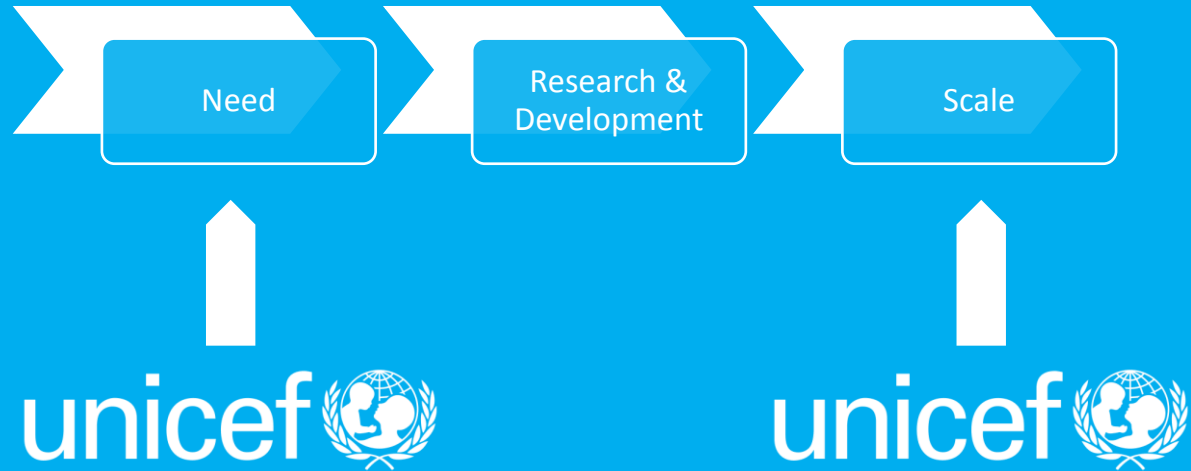 Need
Research &
Development
Scale
unicef
unicef